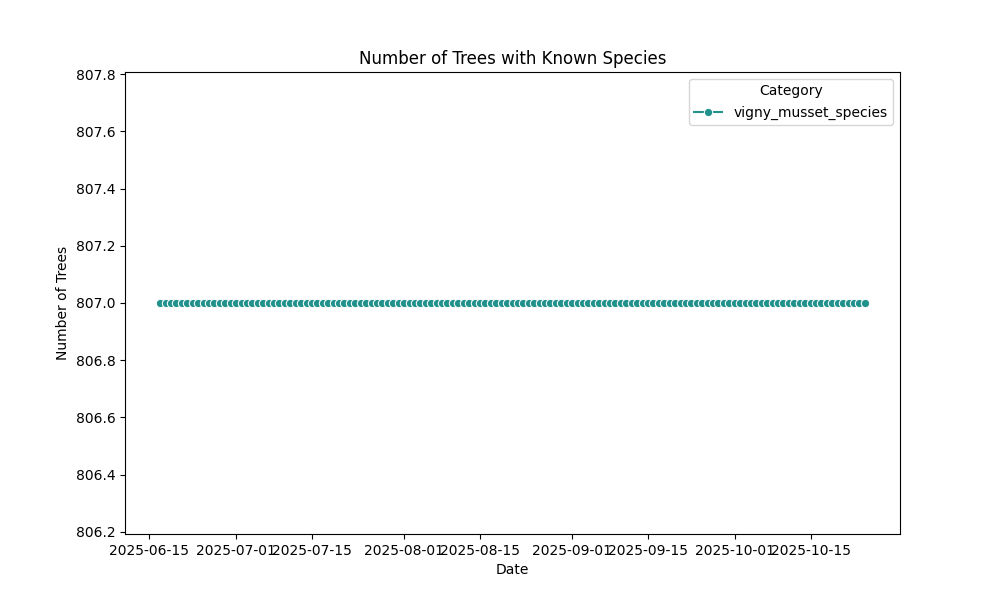 Number of Trees with Known Species
Category
vigny_musset_species
Number of Trees
807.8
807.6
807.4
807.2
807.0
806.8
806.6
806.4
806.2
2025-06-15 2025-07-01 2025-07-15 2025-08-01 2025-08-15 2025-09-01 2025-09-15 2025-10-01 2025-10-15
Date